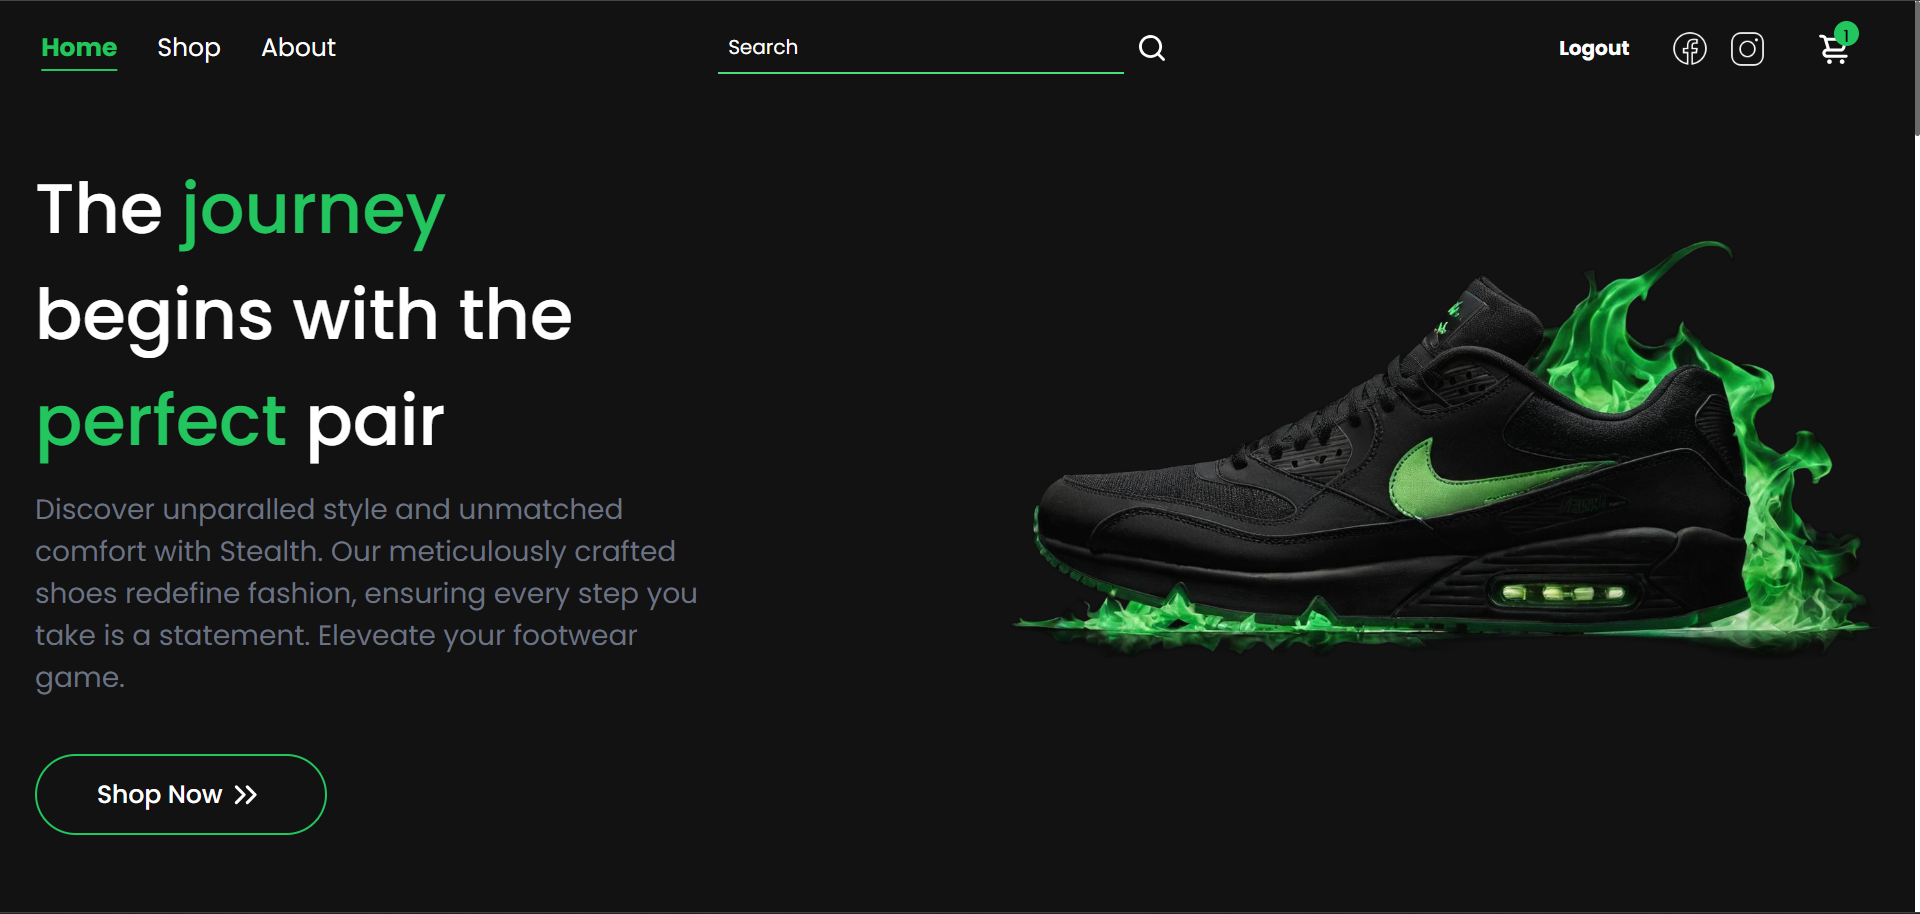 Home Shop About Search Logout 1
The journey
begins with the
perfect pair
Discover unparalled style and unmatched
comfort with Stealth. Our meticulously crafted
shoes redefine fashion, ensuring every step you
take is a statement. Eleveate your footwear
game.
Shop Now